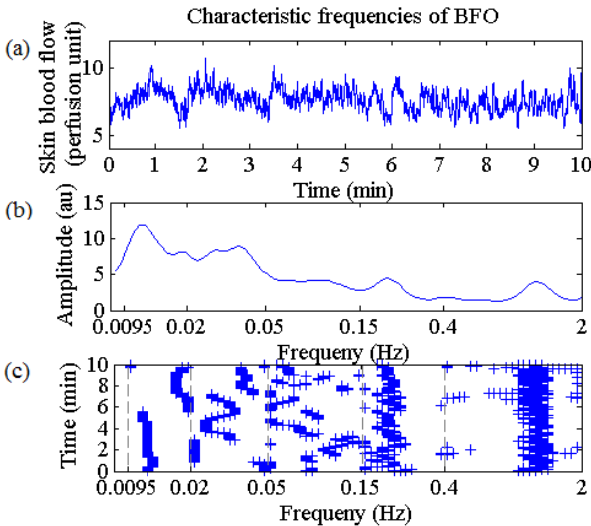 Characteristic frequencies of BFO
(a)
Skin blood flow
(perfusion unit)
10
5
0 1 2 3 4 5 6 7 8 9 10
Time (min)
(b)
Amplitude (au)
15
10
5
0
0.0095 0.02 0.05 0.15 0.4 2
Frequeny (Hz)
(c)
Time (min)
10
8
6
4
2
0
0.0095 0.02 0.05 0.15 0.4 2
Frequeny (Hz)